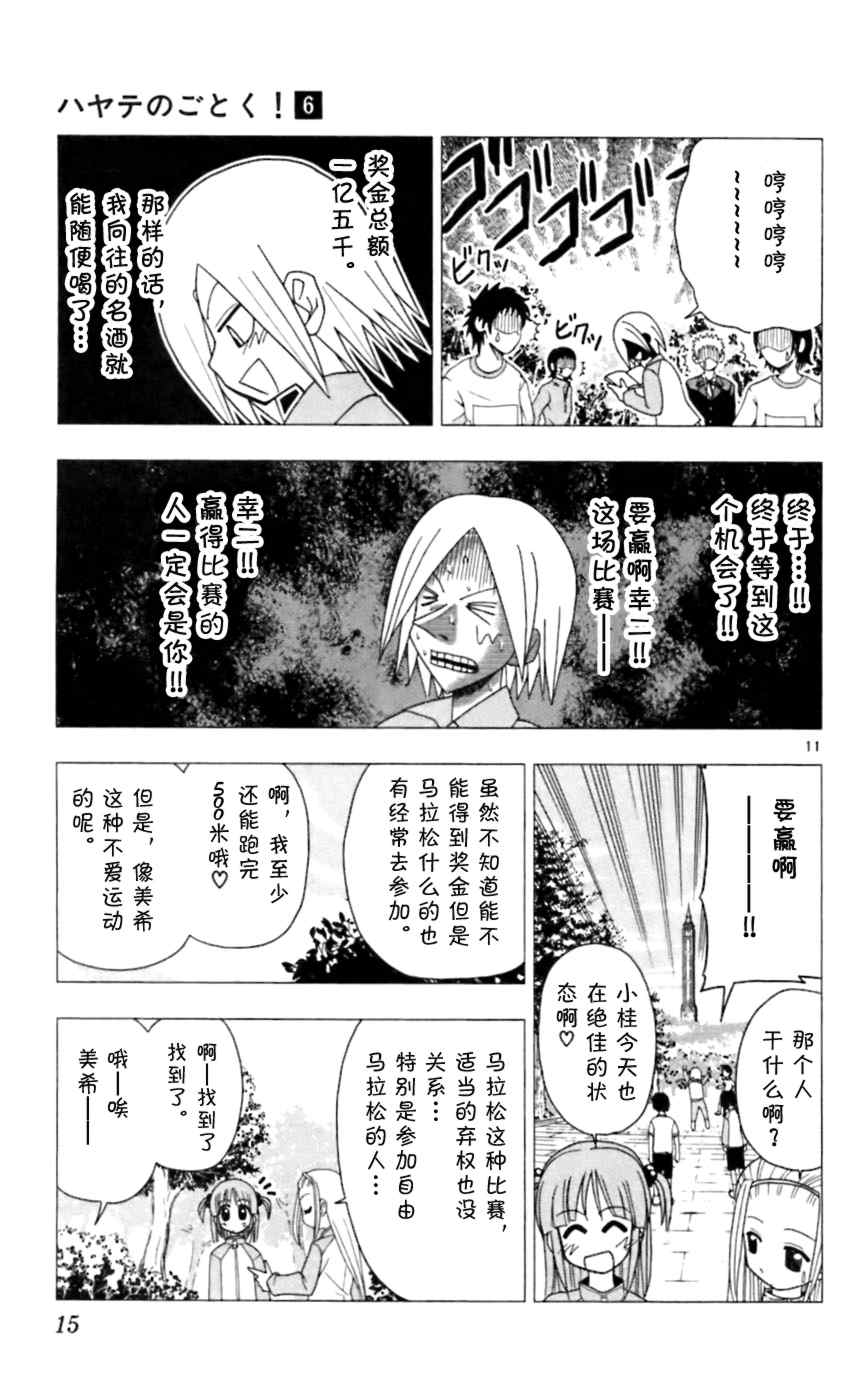 ハヤテのごとく！6
哼哼哼哼
～～～～～～～
ゴゴゴゴ
ビクッ
ビクッ
奖金总额
一亿五千。
那样的话，
我向往的名酒就
能随便喝了…
终于…!!
终于等到这
个机会了!!
要赢啊幸二!!
这场比赛——
幸二!!
赢得比赛的
人一定会是你!!
11
要赢啊
————!!
那个人
干什么啊？
小桂今天也
在绝佳的状
态啊♡
虽然不知道能不
能得到奖金但是
马拉松什么的也
有经常去参加。
啊，我至少
还能跑完
500米哦♡
但是，像美希
这种不爱运动
的呢。
马拉松这种比赛，
适当的弃权也没
关系…
特别是参加自由
马拉松的人…
啊—找到了
找到了。
哦—唉
美希——
15